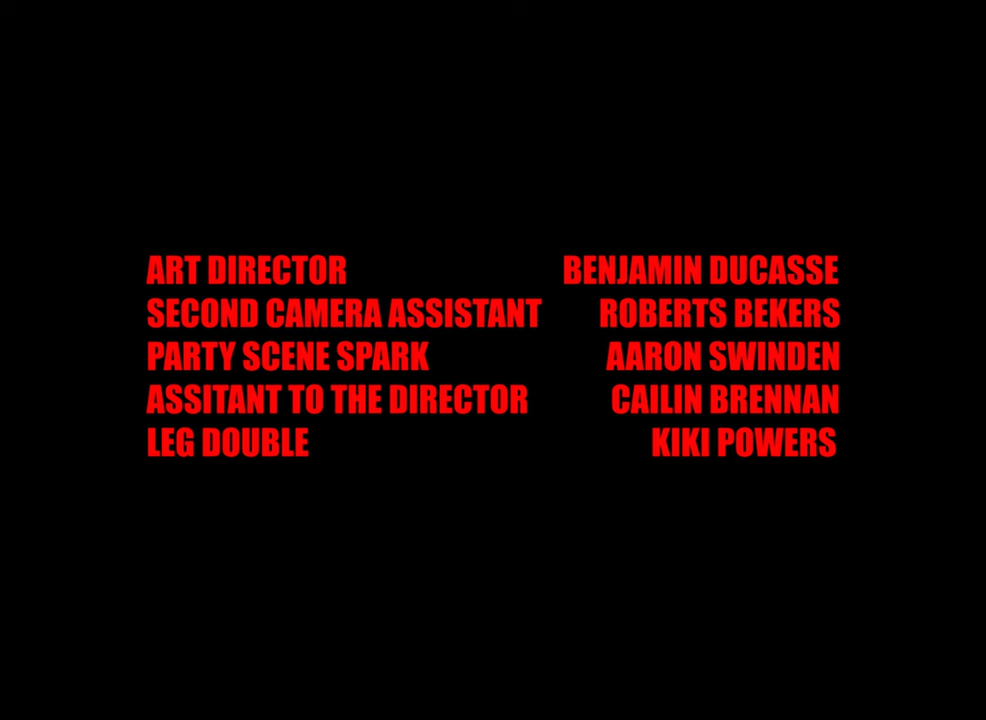 ART DIRECTOR BENJAMIN DUCASSE
SECOND CAMERA ASSISTANT ROBERTS BEKERS
PARTY SCENE SPARK AARON SWINDEN
ASSITANT TO THE DIRECTOR CAILIN BRENNAN
LEG DOUBLE KIKI POWERS